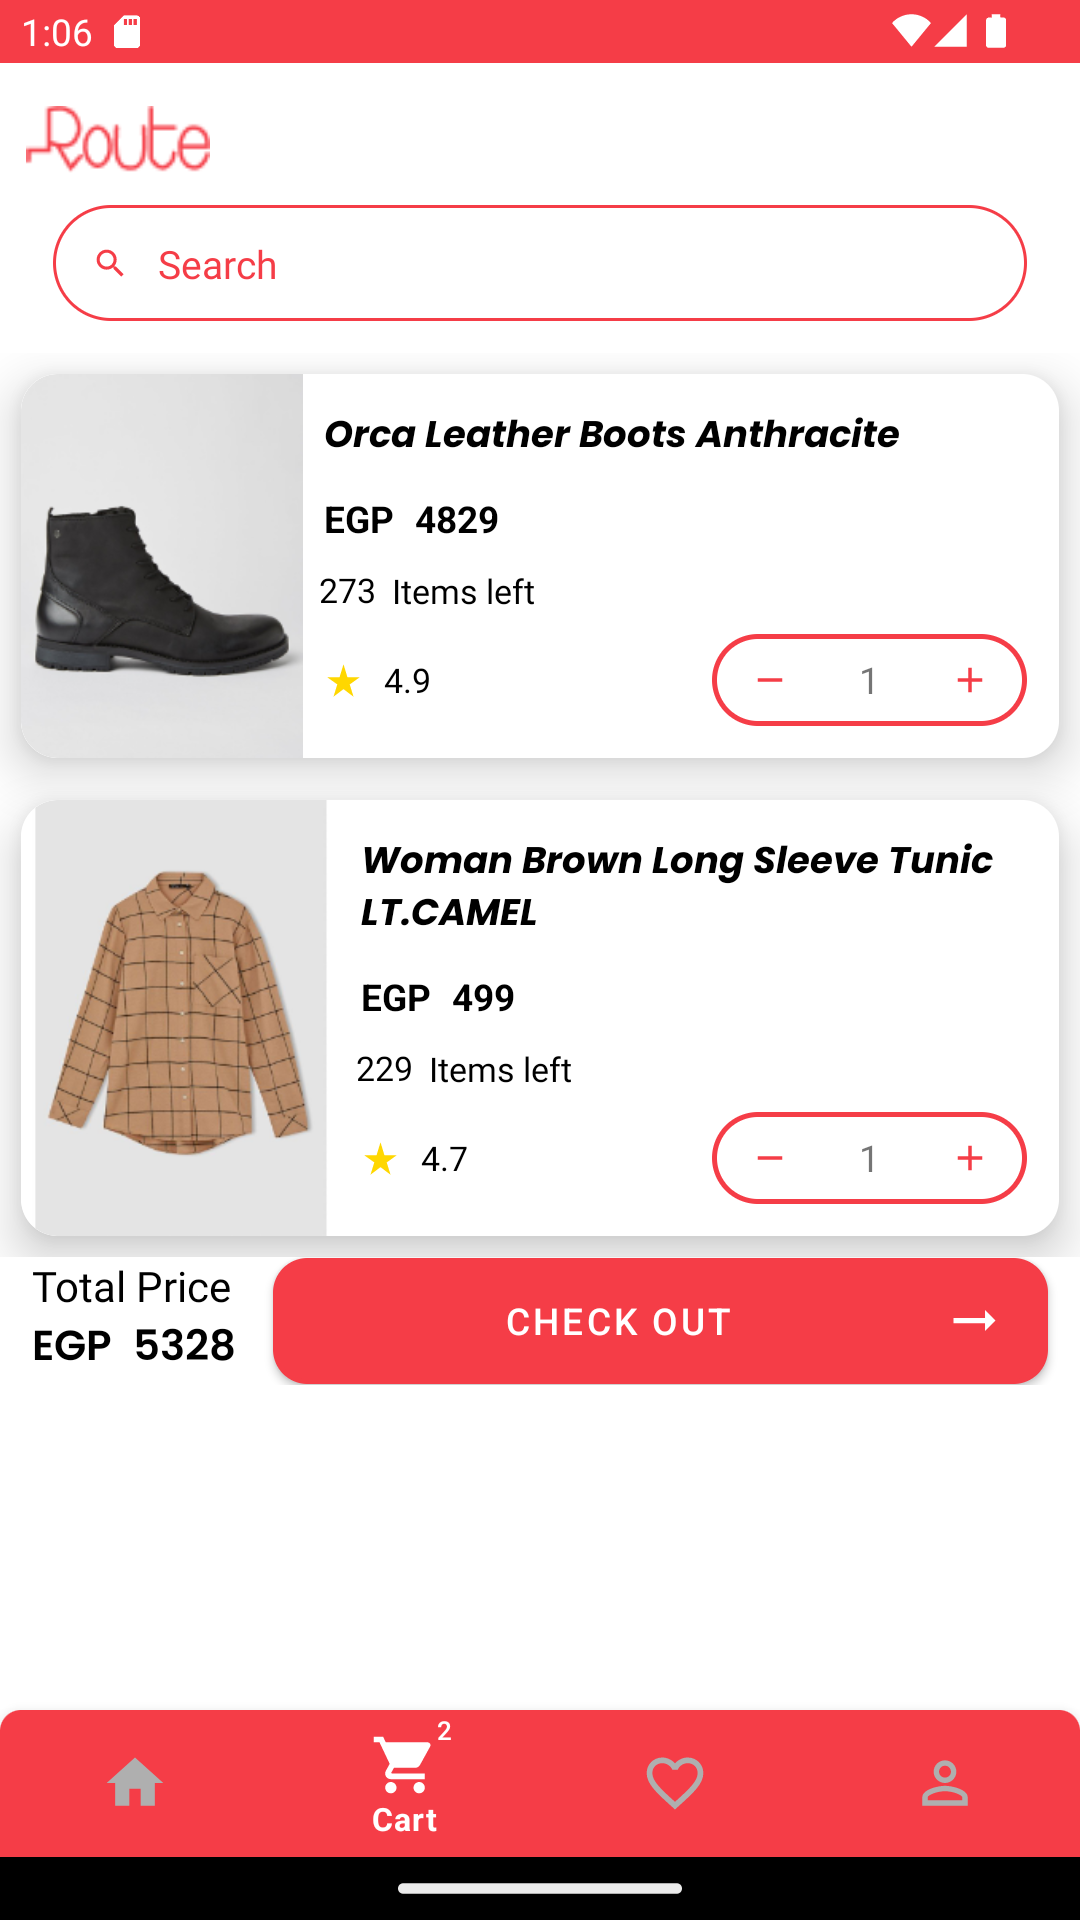 1:06
Route
Search
Orca Leather Boots Anthracite
EGP 4829
273 Items left
4.9
1
Woman Brown Long Sleeve Tunic
LT.CAMEL
EGP 499
229 Items left
4.7
1
Total Price
EGP 5328
CHECK OUT
2
Cart